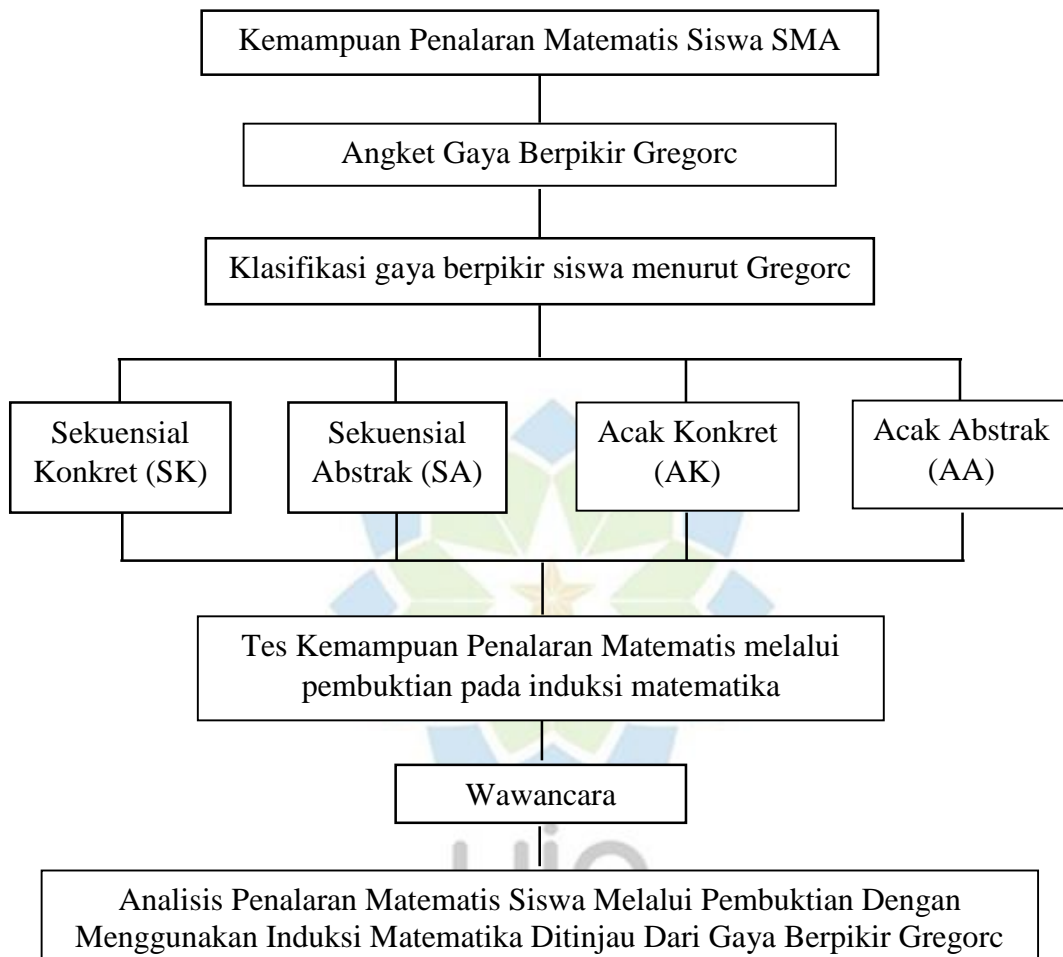 Kemampuan Penalaran Matematis Siswa SMA
Angket Gaya Berpikir Gregorc
Klasifikasi gaya berpikir siswa menurut Gregorc
Sekuensial
Konkret (SK)
Sekuensial
Abstrak (SA)
Acak Konkret
(AK)
Acak Abstrak
(AA)
Tes Kemampuan Penalaran Matematis melalui
pembuktian pada induksi matematika
Wawancara
uin
Analisis Penalaran Matematis Siswa Melalui Pembuktian Dengan
Menggunakan Induksi Matematika Ditinjau Dari Gaya Berpikir Gregorc